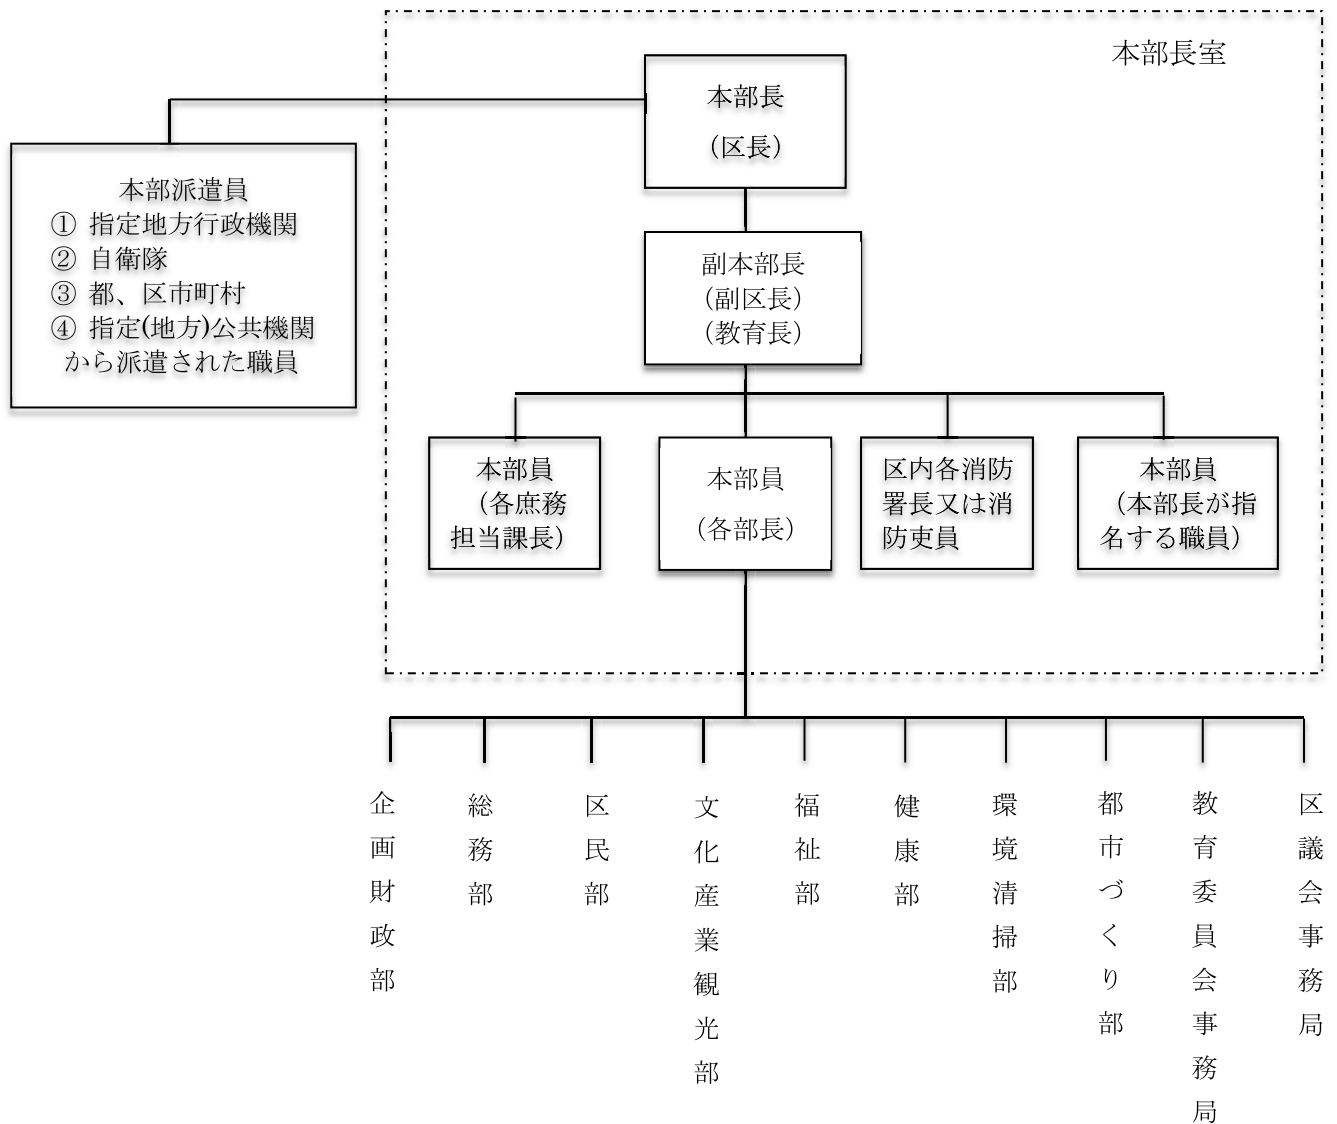 本部長室
本部長
（区長）
本部派遣員
① 指定地方行政機関
② 自衛隊
③ 都、区市町村
④ 指定(地方)公共機関
から派遣された職員
副本部長
（副区長）
（教育長）
本部員
（各庶務
担当課長）
本部員
（各部長）
区内各消防
署長又は消
防吏員
本部員
（本部長が指
名する職員）
企画財政部
総務部
区民部
文化産業観光部
福祉部
健康部
環境清掃部
都市づくり部
教育委員会事務局
区議会事務局